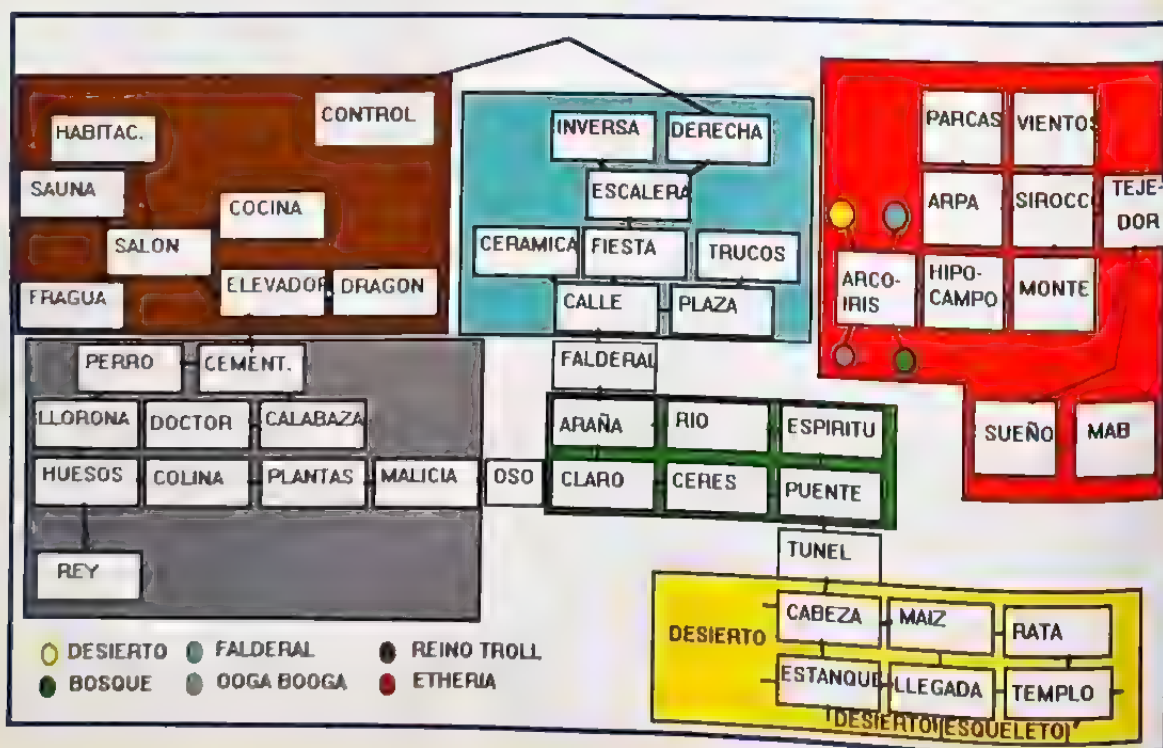 HABITAC.
CONTROL
SAUNA
COCINA
SALON
FRAGUA
ELEVADOR
DRAGON
INVERSA
DERECHA
ESCALERA
CERAMICA
FIESTA
TRUCOS
CALLE
PLAZA
FALDERAL
PARCAS
VIENTOS
ARPA
SIROCC
TEJE-
DOR
ARCO-
IRIS
HIPO-
CAMPO
MONTE
SUEÑO
MAB
PERRO
CEMENT.
LLORONA
DOCTOR
CALABAZA
HUESOS
COLINA
PLANTAS
MALICIA
OSO
REY
ARAÑA
RIO
ESPIRITU
CLARO
CERES
PUENTE
TUNEL
DESIERTO
CABEZA
MAIZ
RATA
ESTANQUE
LLEGADA
TEMPLO
"DESIERTO[ESQUELETO]"
DESIERTO
FALDERAL
REINO TROLL
BOSQUE
OOGA BOOGA
ETHERIA